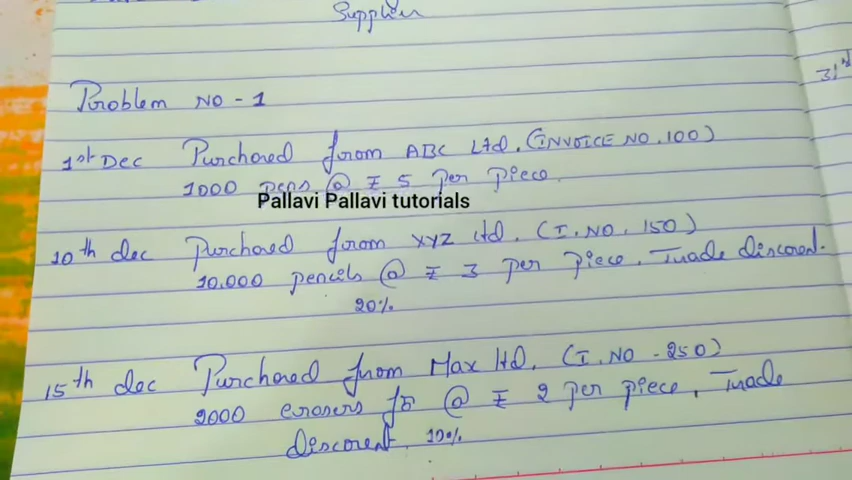 Supplier
Problem NO - 1
31
1st Dec Purchased from ABC Ltd. (INVOICE NO. 100)
1000 pens @ ₹ 5 per piece.
Pallavi Pallavi tutorials
10th dec Purchased from XYZ ltd. (I. NO. 150)
10,000 pencils @ ₹ 3 per piece. Trade discount.
20%
15th dec Purchased from Max ltd. (I. NO - 250)
2000 erasers @ ₹ 2 per piece, Trade
discount. 10%